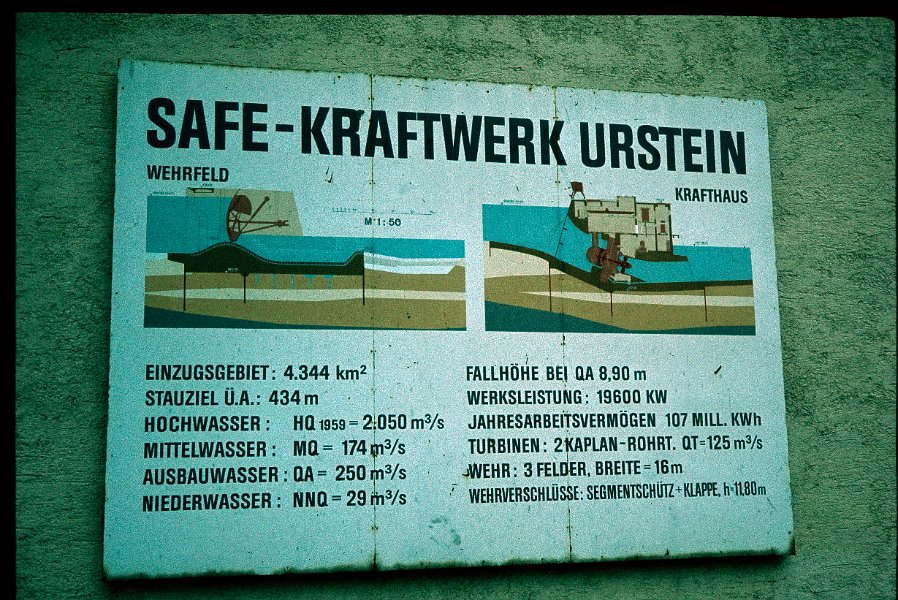 SAFE-KRAFTWERK URSTEIN
WEHRFELD
KRAFTHAUS
M 1:50
EINZUGSGEBIET: 4.344 km²
STAUZIEL Ü.A.: 434 m
HOCHWASSER: HQ 1959 = 2.050 m³/s
MITTELWASSER: MQ = 174 m³/s
AUSBAUWASSER: QA = 250 m³/s
NIEDERWASSER: NNQ = 29 m³/s
FALLHÖHE BEI QA 8,90 m
WERKSLEISTUNG: 19600 KW
JAHRESARBEITSVERMÖGEN 107 MILL. KWh
TURBINEN: 2 KAPLAN-ROHRT. QT=125 m³/s
WEHR: 3 FELDER, BREITE = 16 m
WEHRVERSCHLÜSSE: SEGMENTSCHÜTZ + KLAPPE, h=11,80 m